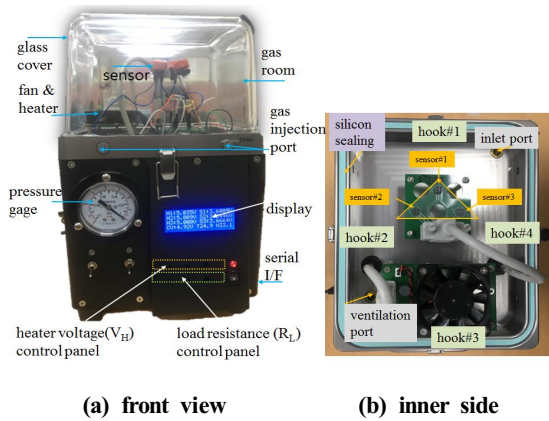 glass
cover
sensor
gas
room
fan &
heater
gas
injection
port
pressure
gage
display
serial
I/F
heater voltage(VH)
control panel
load resistance (RL)
control panel
silicon
sealing
hook#1
inlet port
sensor#1
sensor#2
sensor#3
hook#2
hook#4
ventilation
port
hook#3
(a) front view
(b) inner side